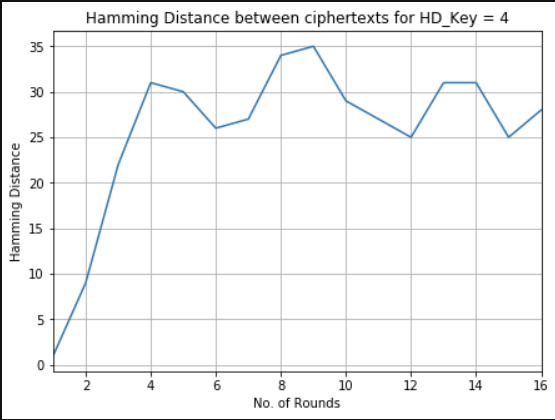 Hamming Distance between ciphertexts for HD_Key = 4
35
30
25
20
15
10
5
0
Hamming Distance
2 4 6 8 10 12 14 16
No. of Rounds